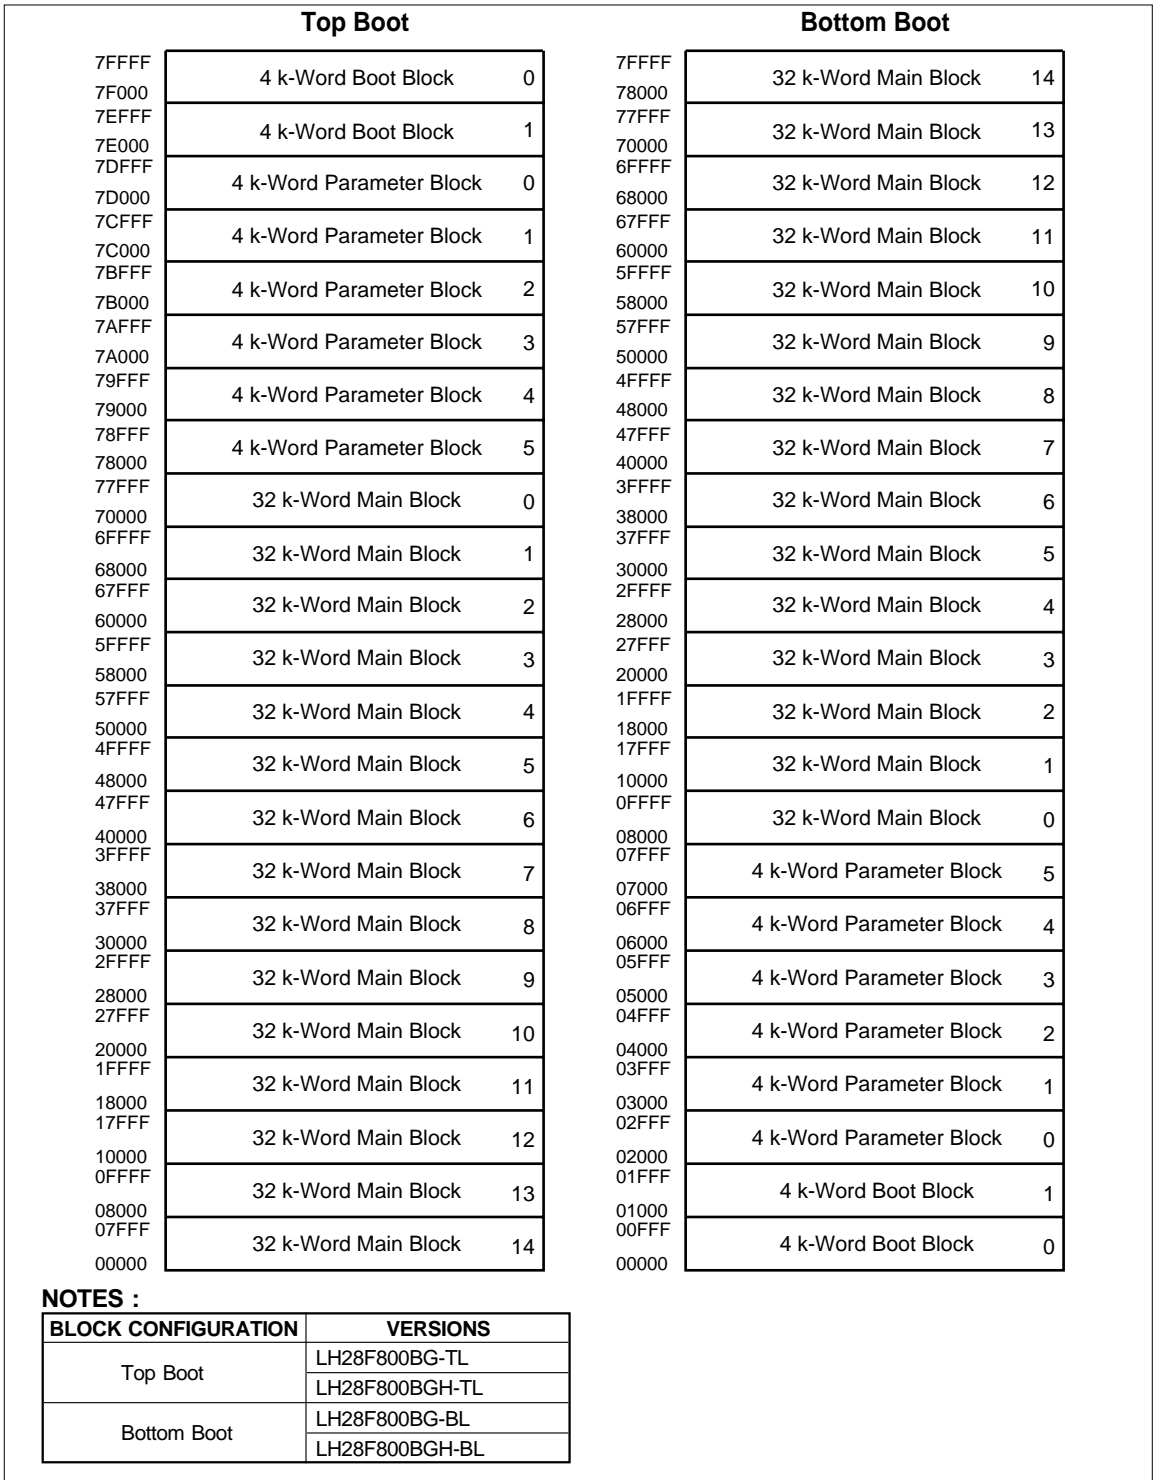 Top Boot
7FFFF
4 k-Word Boot Block 0
7F000
7EFFF
4 k-Word Boot Block 1
7E000
7DFFF
4 k-Word Parameter Block 0
7D000
7CFFF
4 k-Word Parameter Block 1
7C000
7BFFF
4 k-Word Parameter Block 2
7B000
7AFFF
4 k-Word Parameter Block 3
7A000
79FFF
4 k-Word Parameter Block 4
79000
78FFF
4 k-Word Parameter Block 5
78000
77FFF
32 k-Word Main Block 0
70000
6FFFF
32 k-Word Main Block 1
68000
67FFF
32 k-Word Main Block 2
60000
5FFFF
32 k-Word Main Block 3
58000
57FFF
32 k-Word Main Block 4
50000
4FFFF
32 k-Word Main Block 5
48000
47FFF
32 k-Word Main Block 6
40000
3FFFF
32 k-Word Main Block 7
38000
37FFF
32 k-Word Main Block 8
30000
2FFFF
32 k-Word Main Block 9
28000
27FFF
32 k-Word Main Block 10
20000
1FFFF
32 k-Word Main Block 11
18000
17FFF
32 k-Word Main Block 12
10000
0FFFF
32 k-Word Main Block 13
08000
07FFF
32 k-Word Main Block 14
00000
Bottom Boot
7FFFF
32 k-Word Main Block 14
78000
77FFF
32 k-Word Main Block 13
70000
6FFFF
32 k-Word Main Block 12
68000
67FFF
32 k-Word Main Block 11
60000
5FFFF
32 k-Word Main Block 10
58000
57FFF
32 k-Word Main Block 9
50000
4FFFF
32 k-Word Main Block 8
48000
47FFF
32 k-Word Main Block 7
40000
3FFFF
32 k-Word Main Block 6
38000
37FFF
32 k-Word Main Block 5
30000
2FFFF
32 k-Word Main Block 4
28000
27FFF
32 k-Word Main Block 3
20000
1FFFF
32 k-Word Main Block 2
18000
17FFF
32 k-Word Main Block 1
10000
0FFFF
32 k-Word Main Block 0
08000
07FFF
4 k-Word Parameter Block 5
07000
06FFF
4 k-Word Parameter Block 4
06000
05FFF
4 k-Word Parameter Block 3
05000
04FFF
4 k-Word Parameter Block 2
04000
03FFF
4 k-Word Parameter Block 1
03000
02FFF
4 k-Word Parameter Block 0
02000
01FFF
4 k-Word Boot Block 1
01000
00FFF
4 k-Word Boot Block 0
00000
NOTES :
BLOCK CONFIGURATION VERSIONS
Top Boot
LH28F800BG-TL
LH28F800BGH-TL
Bottom Boot
LH28F800BG-BL
LH28F800BGH-BL